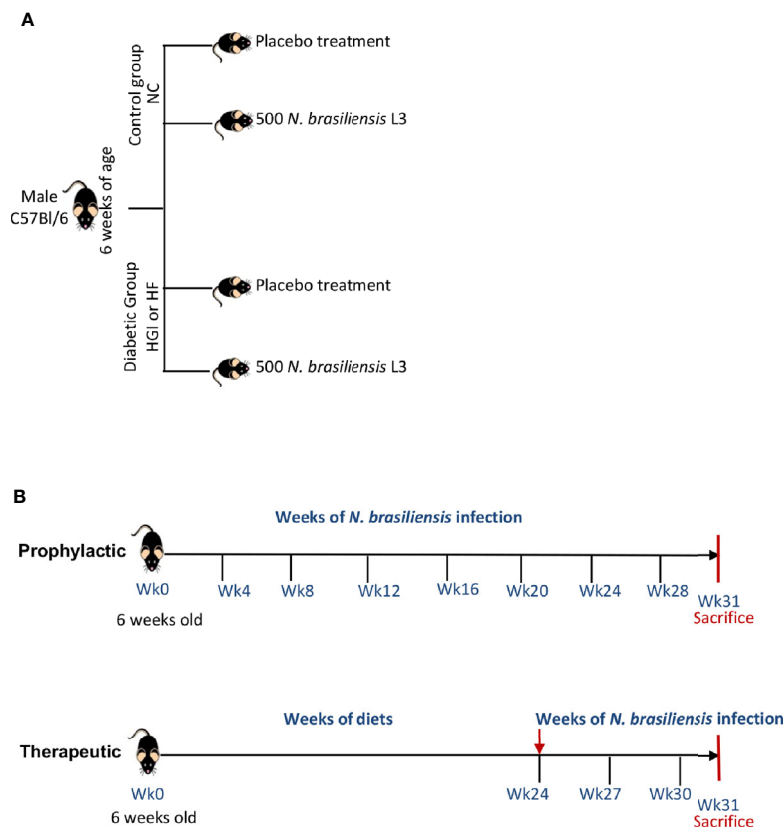 A
Placebo treatment
Control group
NC
500 N. brasiliensis L3
Male
C57Bl/6
6 weeks of age
Diabetic Group
HGI or HF
Placebo treatment
500 N. brasiliensis L3
B
Weeks of N. brasiliensis infection
Prophylactic
Wk0 Wk4 Wk8 Wk12 Wk16 Wk20 Wk24 Wk28 Wk31
6 weeks old Sacrifice
Weeks of diets Weeks of N. brasiliensis infection
Therapeutic
Wk0 Wk24 Wk27 Wk30 Wk31
6 weeks old Sacrifice